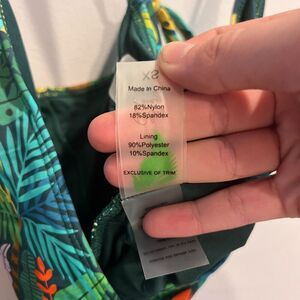 XS
Made In China
82%Nylon
18%Spandex
Lining
90%Polyester
10%Spandex
EXCLUSIVE OF TRIM